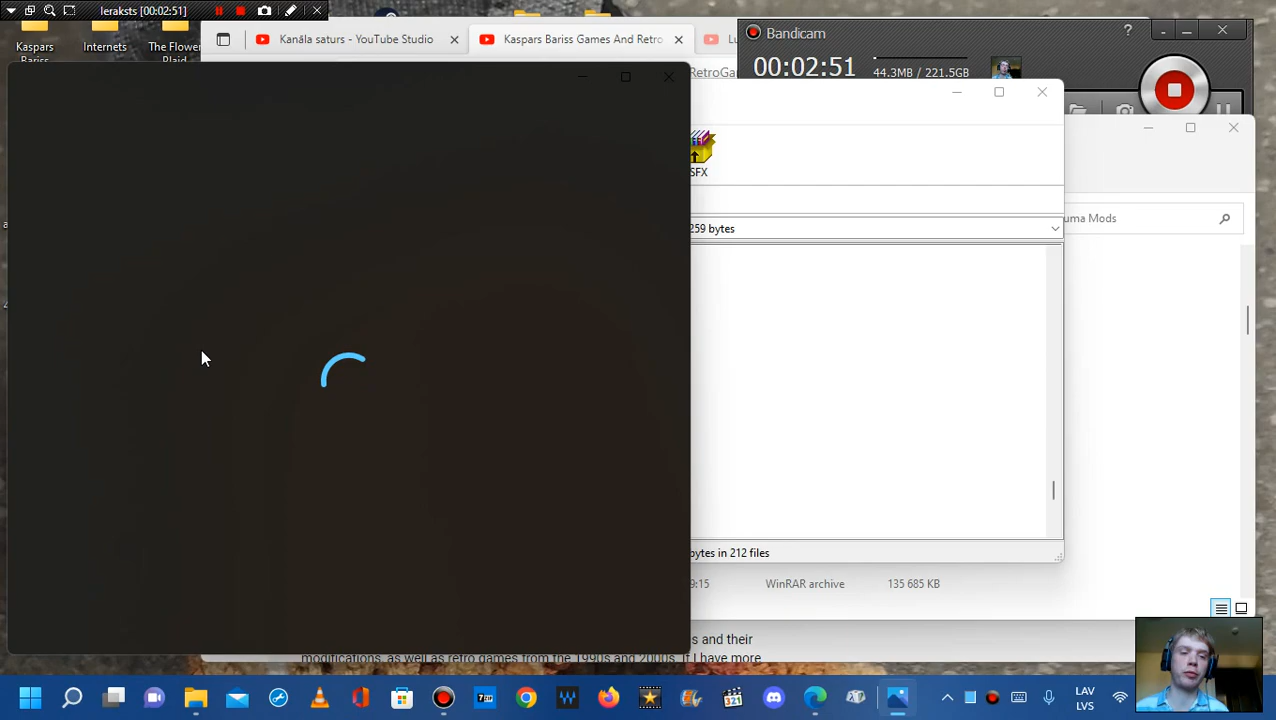 Ieraksts [00:02:51]
Kaspars
Bariss
Internets
The Flower
Plaid
Kanāla saturs - YouTube Studio
Kaspars Bariss Games And Retro
Lu
RetroGa
Bandicam
00:02:51
44.3MB / 221.5GB
SFX
259 bytes
uma Mods
bytes in 212 files
9:15
WinRAR archive
135 685 KB
s and their
modifications, as well as retro games from the 1990s and 2000s. If I have more
321
LAV
LVS